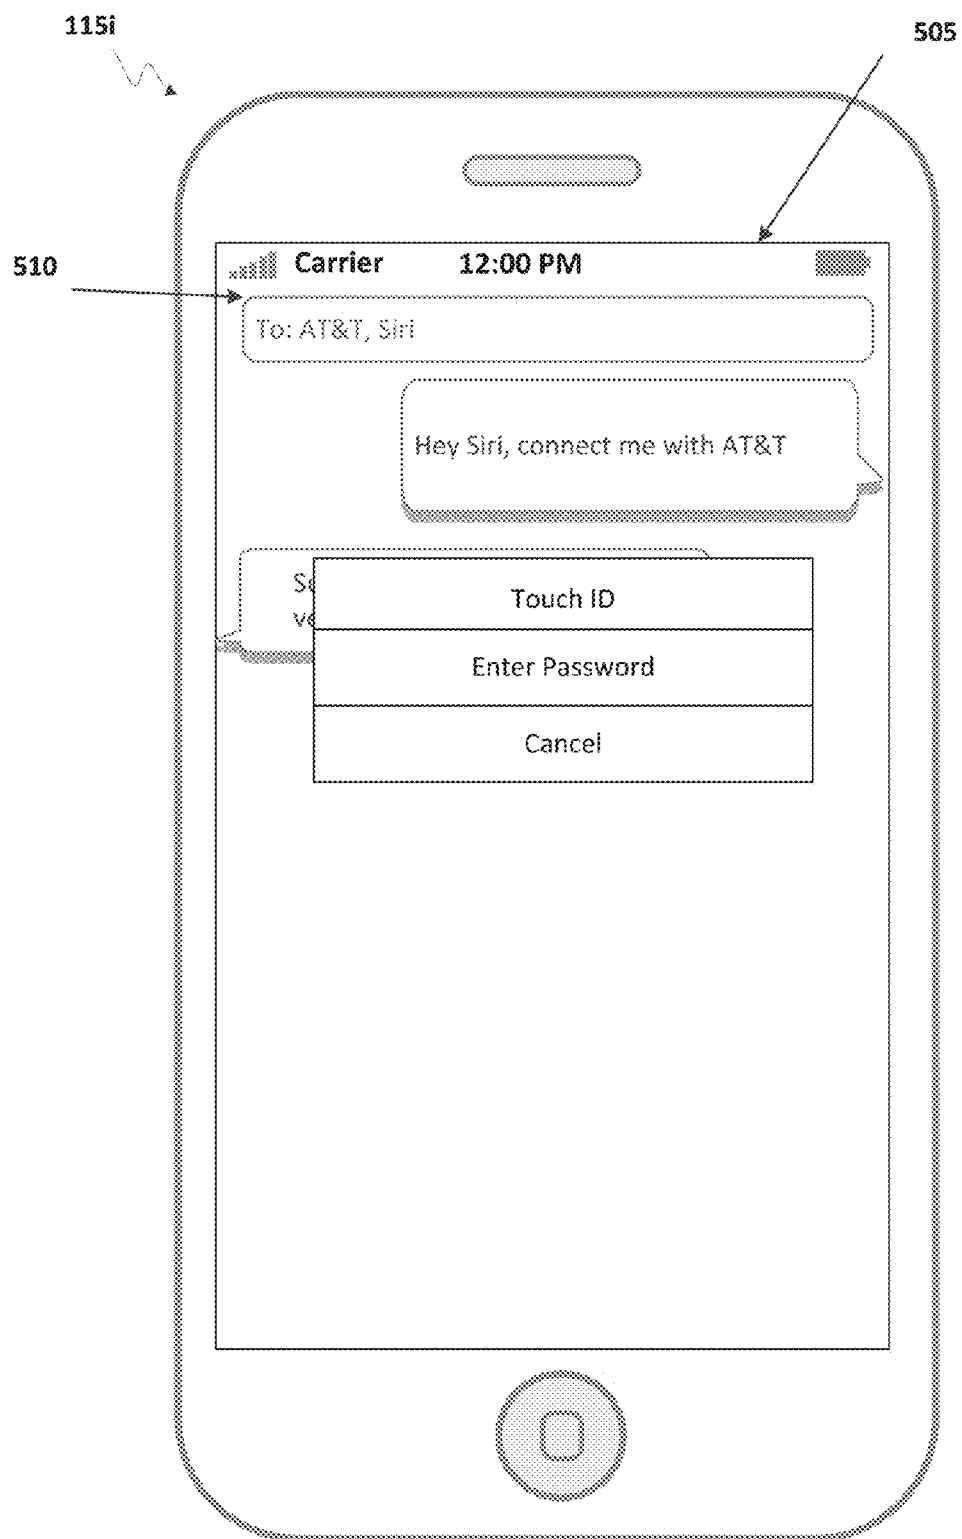 115i
505
510
Carrier 12:00 PM
To: AT&T, Siri
Hey Siri, connect me with AT&T
Touch ID
Enter Password
Cancel